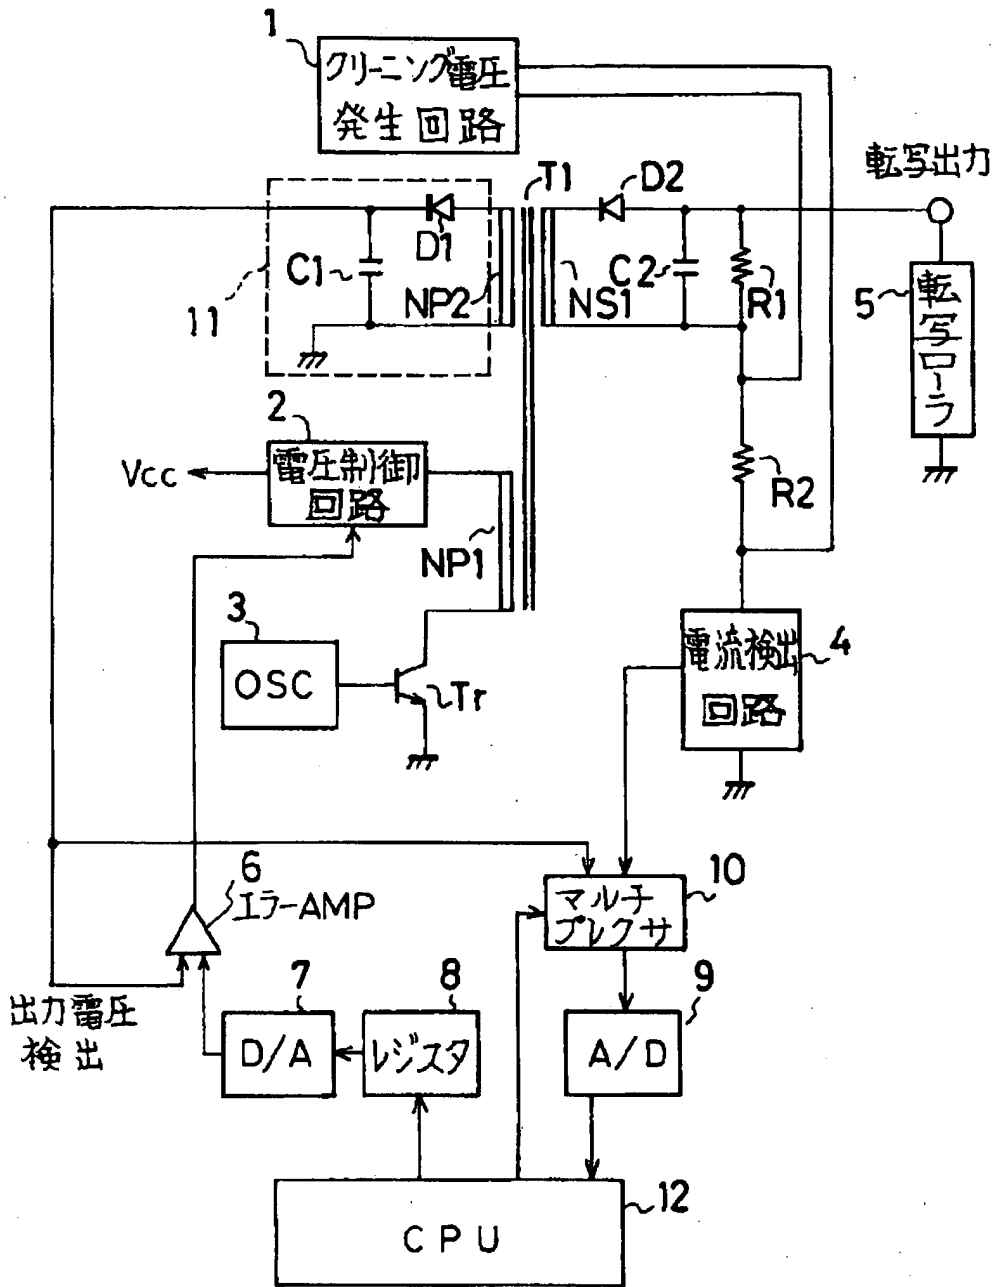 1
クリーニング電圧
発生回路
転写出力
T1
D2
D1
C1
NP2
NS1
C2
R1
11
5
転写ローラ
2
電圧制御
回路
Vcc
R2
NP1
3
OSC
Tr
電流検出
回路
4
6
エラーAMP
10
マルチ
プレクサ
出力電圧
検出
7
D/A
8
レジスタ
9
A/D
12
CPU